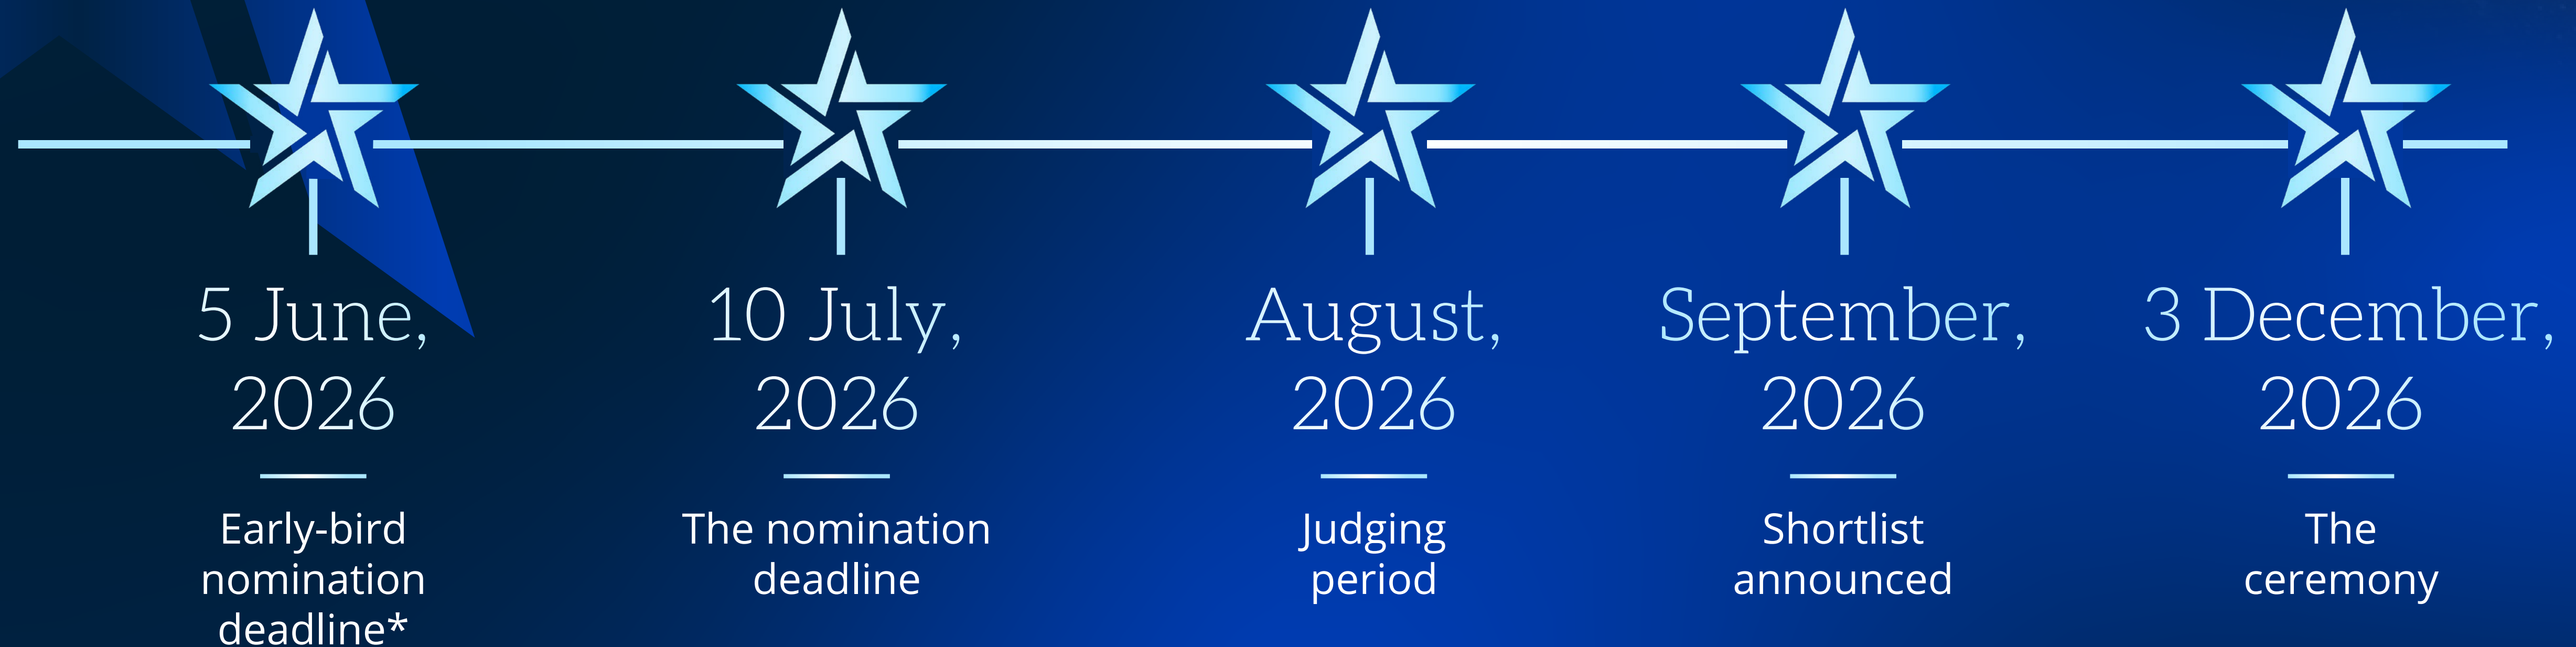 5 June,
2026
Early-bird
nomination
deadline*
10 July,
2026
The nomination
deadline
August,
2026
Judging
period
September,
2026
Shortlist
announced
3 December,
2026
The
ceremony